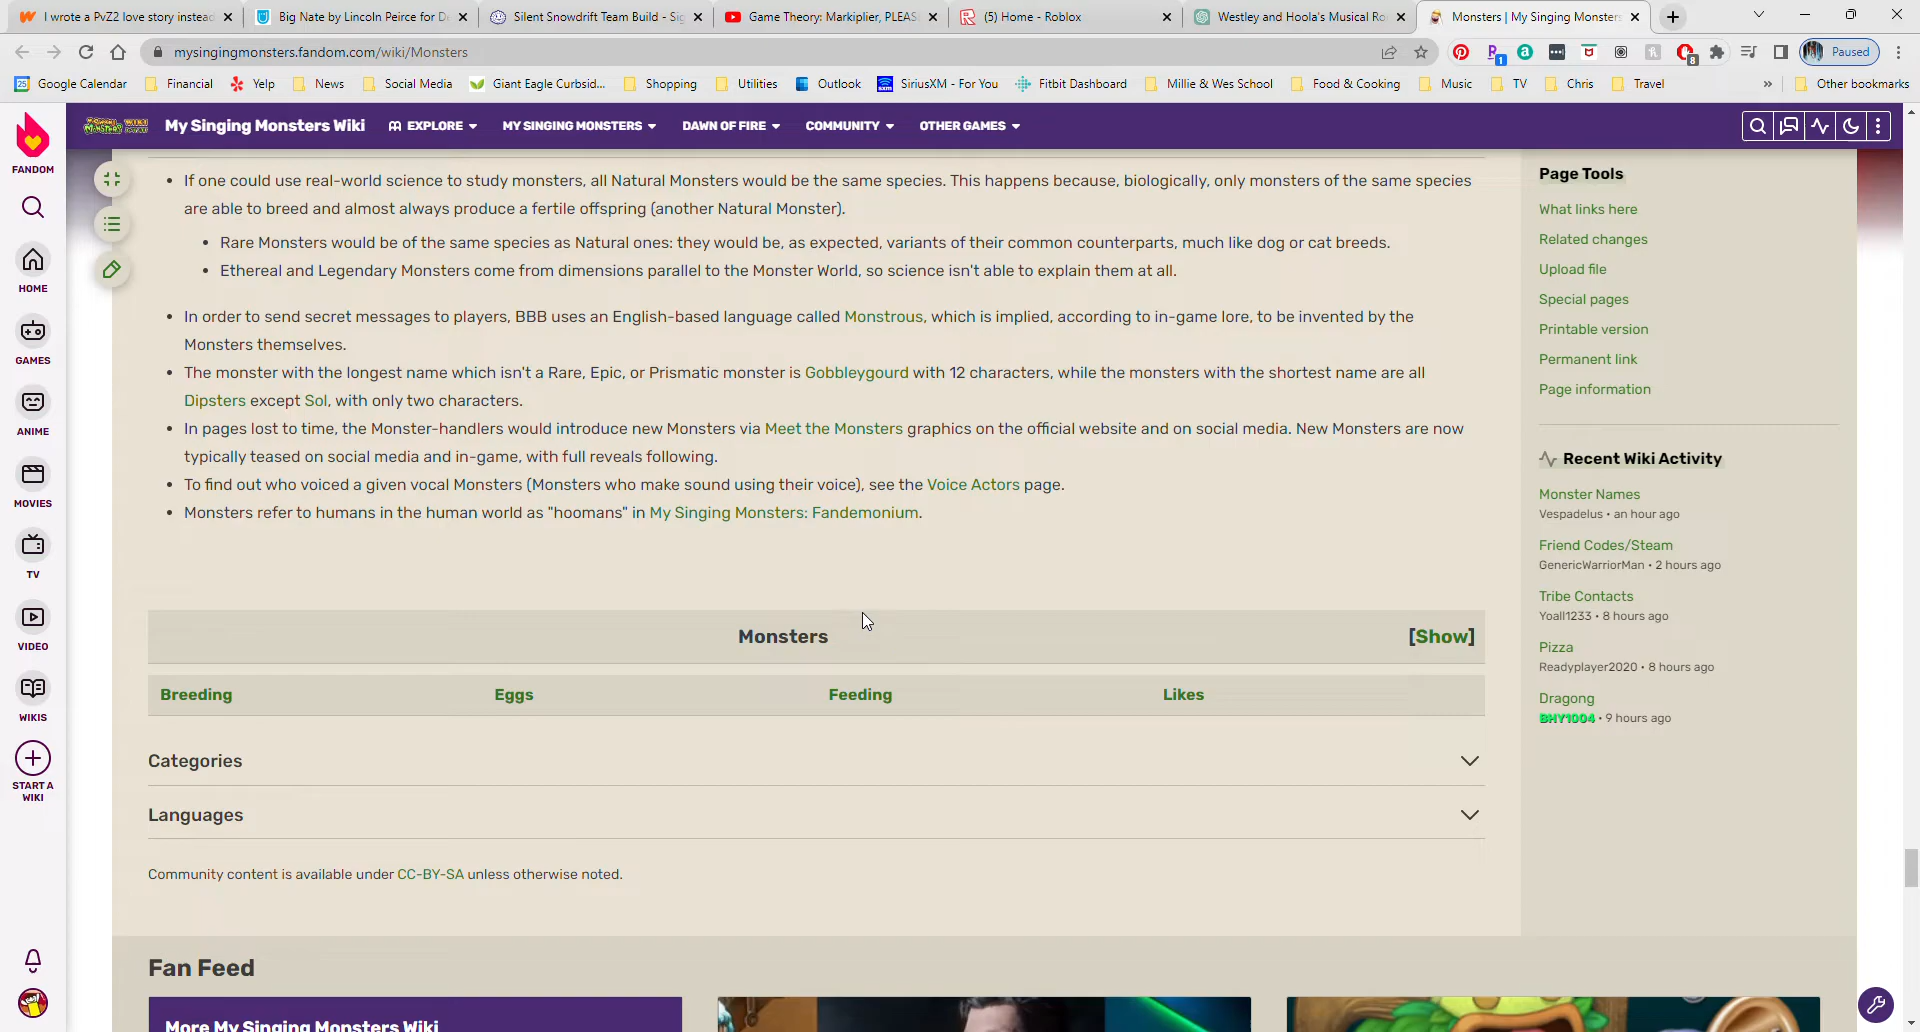 I wrote a PvZ2 love story instead
Big Nate by Lincoln Peirce for De
Silent Snowdrift Team Build - Sig
Game Theory: Markiplier, PLEAS
(5) Home - Roblox
Westley and Hoola's Musical Ro
Monsters | My Singing Monsters
mysingingmonsters.fandom.com/wiki/Monsters
1
8
Paused
25 Google Calendar
Financial
Yelp
News
Social Media
Giant Eagle Curbsid...
Shopping
Utilities
Outlook
SiriusXM - For You
Fitbit Dashboard
Millie & Wes School
Food & Cooking
Music
TV
Chris
Travel
»
Other bookmarks
FANDOM
My Singing Monsters Wiki
EXPLORE
MY SINGING MONSTERS
DAWN OF FIRE
COMMUNITY
OTHER GAMES
HOME
GAMES
ANIME
MOVIES
TV
VIDEO
WIKIS
START A
WIKI
• If one could use real-world science to study monsters, all Natural Monsters would be the same species. This happens because, biologically, only monsters of the same species
are able to breed and almost always produce a fertile offspring (another Natural Monster).
• Rare Monsters would be of the same species as Natural ones: they would be, as expected, variants of their common counterparts, much like dog or cat breeds.
• Ethereal and Legendary Monsters come from dimensions parallel to the Monster World, so science isn't able to explain them at all.
• In order to send secret messages to players, BBB uses an English-based language called Monstrous, which is implied, according to in-game lore, to be invented by the
Monsters themselves.
• The monster with the longest name which isn't a Rare, Epic, or Prismatic monster is Gobbleygourd with 12 characters, while the monsters with the shortest name are all
Dipsters except Sol, with only two characters.
• In pages lost to time, the Monster-handlers would introduce new Monsters via Meet the Monsters graphics on the official website and on social media. New Monsters are now
typically teased on social media and in-game, with full reveals following.
• To find out who voiced a given vocal Monsters (Monsters who make sound using their voice), see the Voice Actors page.
• Monsters refer to humans in the human world as "hoomans" in My Singing Monsters: Fandemonium.
Monsters
[Show]
Breeding
Eggs
Feeding
Likes
Categories
Languages
Community content is available under CC-BY-SA unless otherwise noted.
Fan Feed
More My Singing Monsters Wiki
Page Tools
What links here
Related changes
Upload file
Special pages
Printable version
Permanent link
Page information
Recent Wiki Activity
Monster Names
Vespadelus • an hour ago
Friend Codes/Steam
GenericWarriorMan • 2 hours ago
Tribe Contacts
Yoall1233 • 8 hours ago
Pizza
Readyplayer2020 • 8 hours ago
Dragong
BHY1004 • 9 hours ago